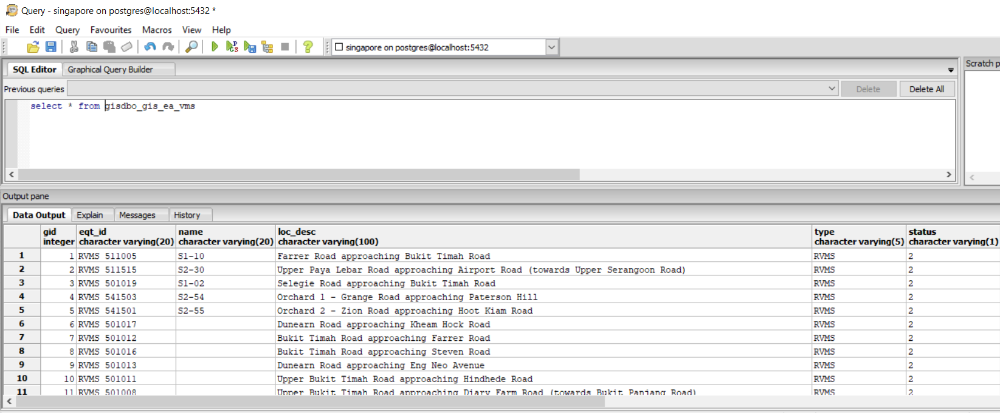 Query - singapore on postgres@localhost:5432 *
File Edit Query Favourites Macros View Help
singapore on postgres@localhost:5432
SQL Editor Graphical Query Builder
Scratch p
Previous queries Delete Delete All
select * from gisdbo_gis_ea_vms
Output pane
Data Output Explain Messages History
gid eqt_id name loc_desc type status
integer character varying(20) character varying(20) character varying(100) character varying(5) character varying(1)
1 1 RVMS 511005 S1-10 Farrer Road approaching Bukit Timah Road RVMS 2
2 2 RVMS 511515 S2-30 Upper Paya Lebar Road approaching Airport Road (towards Upper Serangoon Road) RVMS 2
3 3 RVMS 501019 S1-02 Selegie Road approaching Bukit Timah Road RVMS 2
4 4 RVMS 541503 S2-54 Orchard 1 - Grange Road approaching Paterson Hill RVMS 2
5 5 RVMS 541501 S2-55 Orchard 2 - Zion Road approaching Hoot Kiam Road RVMS 2
6 6 RVMS 501017 Dunearn Road approaching Kheam Hock Road RVMS 2
7 7 RVMS 501012 Bukit Timah Road approaching Farrer Road RVMS 2
8 8 RVMS 501016 Bukit Timah Road approaching Steven Road RVMS 2
9 9 RVMS 501013 Dunearn Road approaching Eng Neo Avenue RVMS 2
10 10 RVMS 501011 Upper Bukit Timah Road approaching Hindhede Road RVMS 2
11 11 RVMS 501008 Upper Bukit Timah Road approaching Diary Farm Road (towards Bukit Panjang Road) RVMS 2